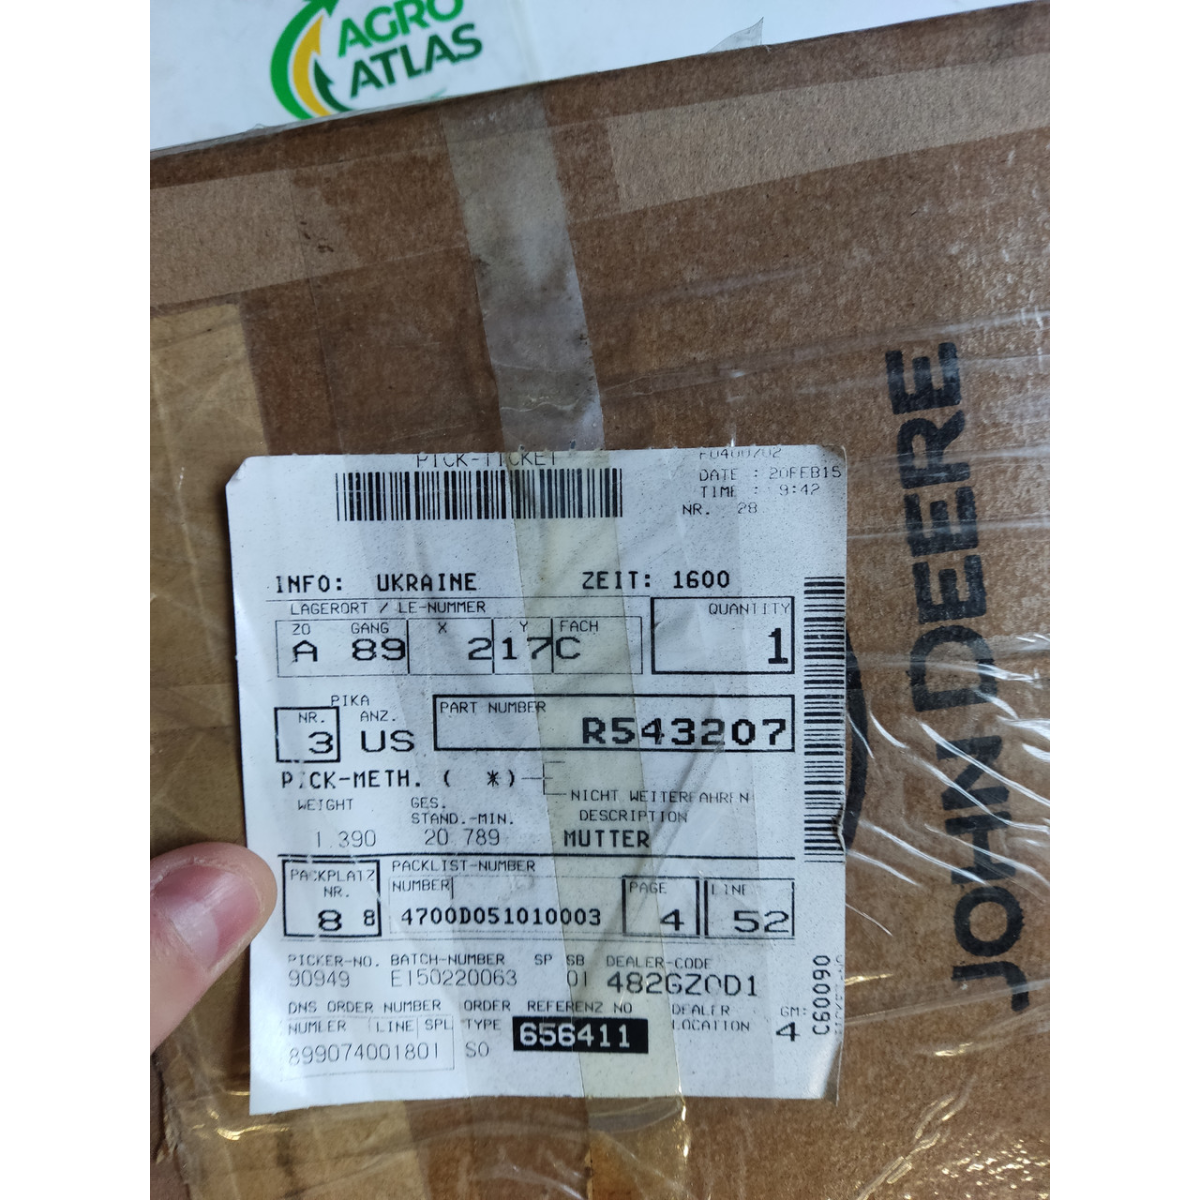 AGRO
ATLAS
JOHN DEERE
PICK-TICKET
DATE : 20FEB15
TIME : 9:42
NR. 28
INFO: UKRAINE ZEIT: 1600
LAGERORT / LE-NUMMER
QUANTITY
ZO GANG X Y FACH
A 89 2 17 C
1
PIKA
NR. ANZ.
PART NUMBER
3 US
R543207
PICK-METH. ( *)
NICHT WEITERFAHREN
WEIGHT GES.
STAND.-MIN. DESCRIPTION
1.390 20 789 MUTTER
PACKPLATZ PACKLIST-NUMBER
NR. NUMBER PAGE LINE
8 8 4700D051010003 4 52
PICKER-NO. BATCH-NUMBER SP SB DEALER-CODE
90949 E150220063 01 482GZ0D1
DNS ORDER NUMBER ORDER REFERENZ NO DEALER GM:
NUMLER LINE SPL TYPE 656411 LOCATION 4
899074001801 SO
C60090